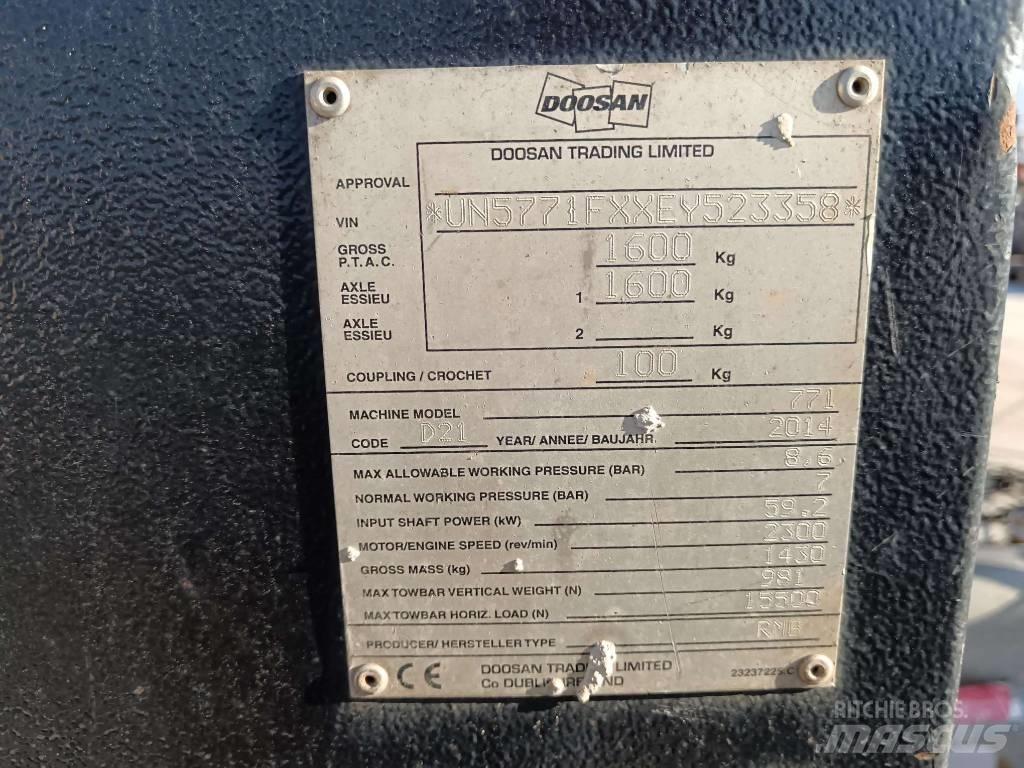 DOOSAN
DOOSAN TRADING LIMITED
APPROVAL
VIN *UN5771FXXEY523358*
GROSS P.T.A.C. 1600 Kg
AXLE ESSIEU 1 1600 Kg
AXLE ESSIEU 2 Kg
COUPLING / CROCHET 100 Kg
MACHINE MODEL 771
CODE D21 YEAR/ ANNEE/ BAUJAHR 2014
MAX ALLOWABLE WORKING PRESSURE (BAR) 8.6
NORMAL WORKING PRESSURE (BAR) 7
INPUT SHAFT POWER (kW) 59.2
MOTOR/ENGINE SPEED (rev/min) 2300
GROSS MASS (kg) 1430
MAX TOWBAR VERTICAL WEIGHT (N) 981
MAX TOWBAR HORIZ. LOAD (N) 15500
PRODUCER/ HERSTELLER TYPE
CE DOOSAN TRADING LIMITED 23237225.C
Co DUBLIN IRELAND
RITCHIE BROS.
MASCUS